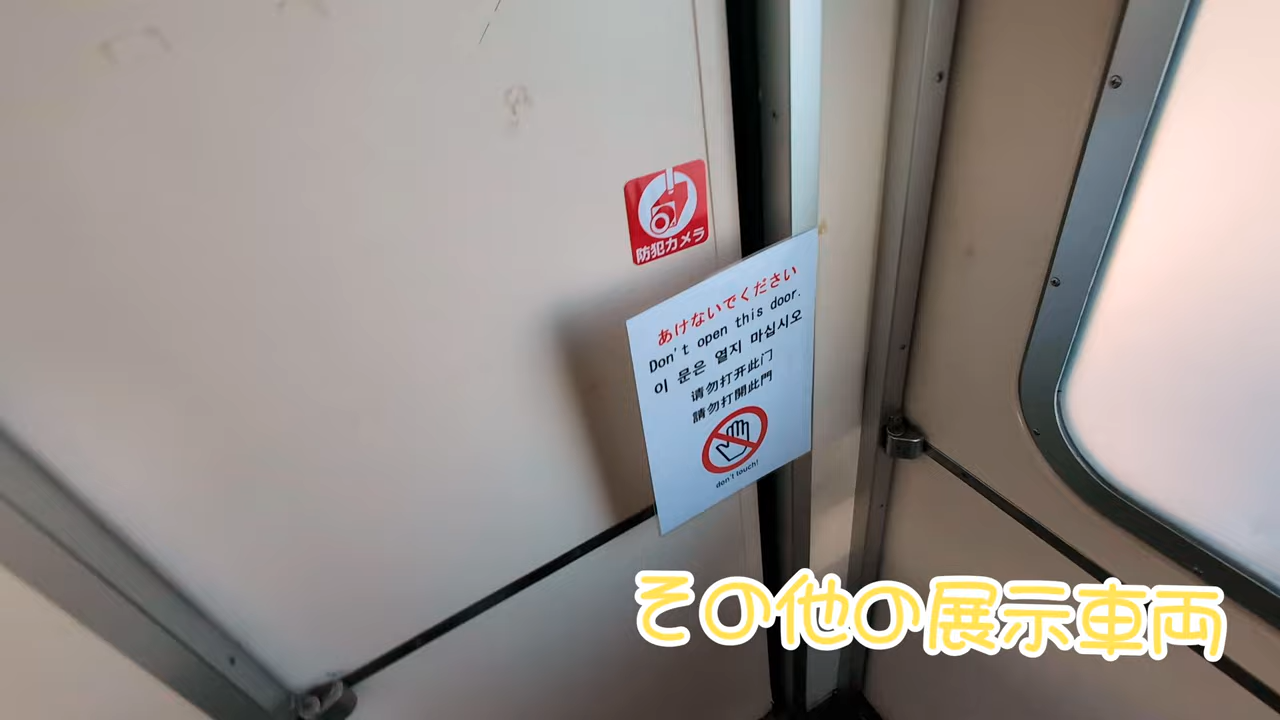 防犯カメラ
あけないでください
Don't open this door.
이 문은 열지 마십시오
请勿打开此门
請勿打開此門
don't touch!
その他の展示車両